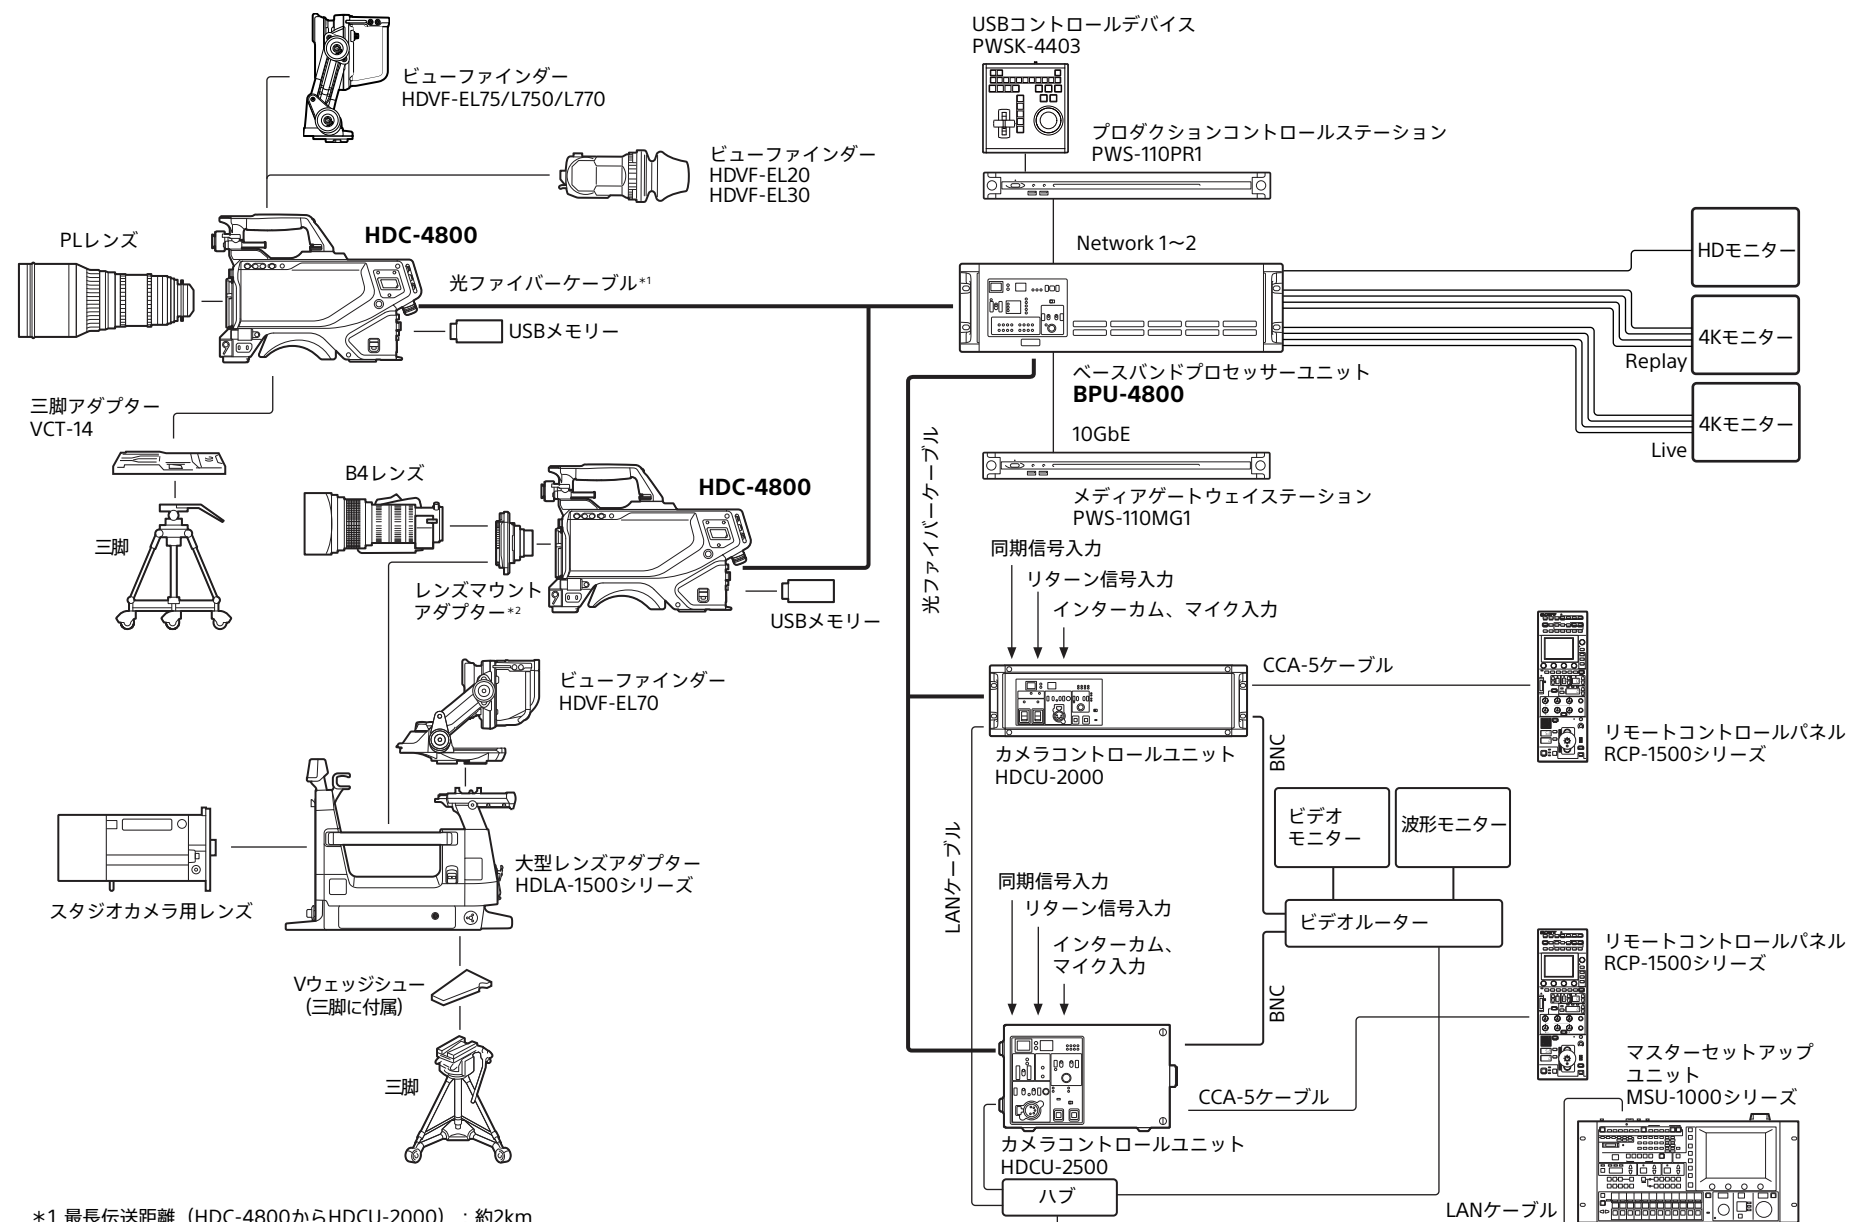 USBコントロールデバイス
PWSK-4403
ビューファインダー
HDVF-EL75/L750/L770
プロダクションコントロールステーション
PWS-110PR1
ビューファインダー
HDVF-EL20
HDVF-EL30
PLレンズ
HDC-4800
Network 1~2
HDモニター
光ファイバーケーブル*1
USBメモリー
4Kモニター
Replay
ベースバンドプロセッサーユニット
BPU-4800
三脚アダプター
VCT-14
4Kモニター
Live
10GbE
光ファイバーケーブル
B4レンズ
HDC-4800
メディアゲートウェイステーション
PWS-110MG1
三脚
同期信号入力
リターン信号入力
インターカム、マイク入力
レンズマウント
アダプター*2
USBメモリー
CCA-5ケーブル
ビューファインダー
HDVF-EL70
リモートコントロールパネル
RCP-1500シリーズ
カメラコントロールユニット
HDCU-2000
BNC
ビデオ
モニター
波形モニター
LANケーブル
大型レンズアダプター
HDLA-1500シリーズ
スタジオカメラ用レンズ
同期信号入力
リターン信号入力
インターカム、
マイク入力
ビデオルーター
リモートコントロールパネル
RCP-1500シリーズ
Vウェッジシュー
(三脚に付属)
BNC
三脚
マスターセットアップ
ユニット
MSU-1000シリーズ
CCA-5ケーブル
カメラコントロールユニット
HDCU-2500
ハブ
LANケーブル
*1 最長伝送距離（HDC-4800からHDCU-2000）：約2km